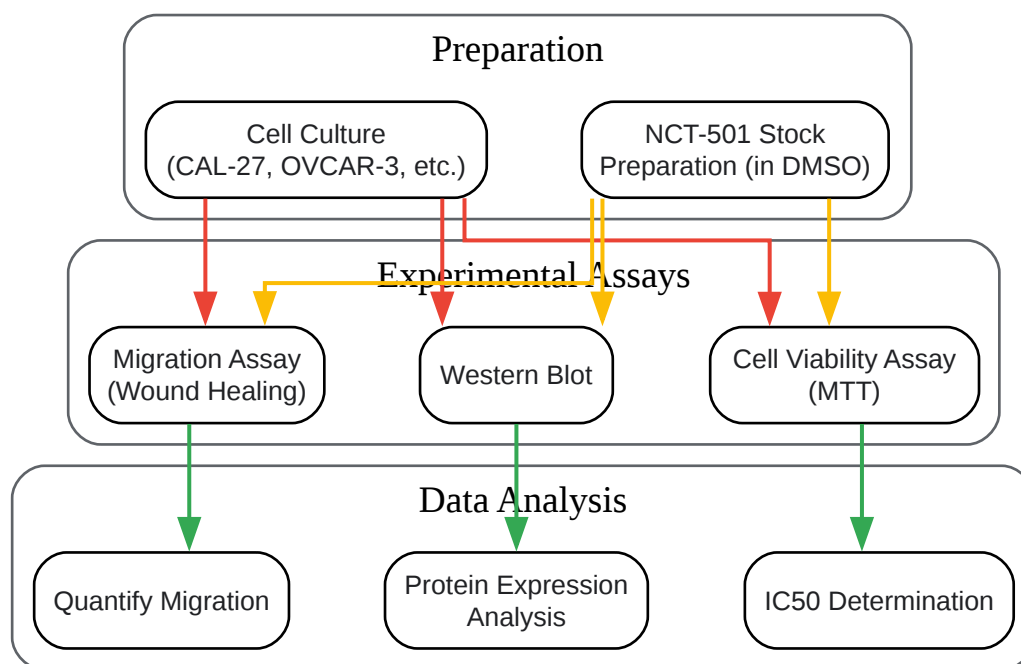 Preparation
Cell Culture
(CAL-27, OVCAR-3, etc.)
NCT-501 Stock
Preparation (in DMSO)
Experimental Assays
Migration Assay
(Wound Healing)
Western Blot
Cell Viability Assay
(MTT)
Data Analysis
Quantify Migration
Protein Expression
Analysis
IC50 Determination